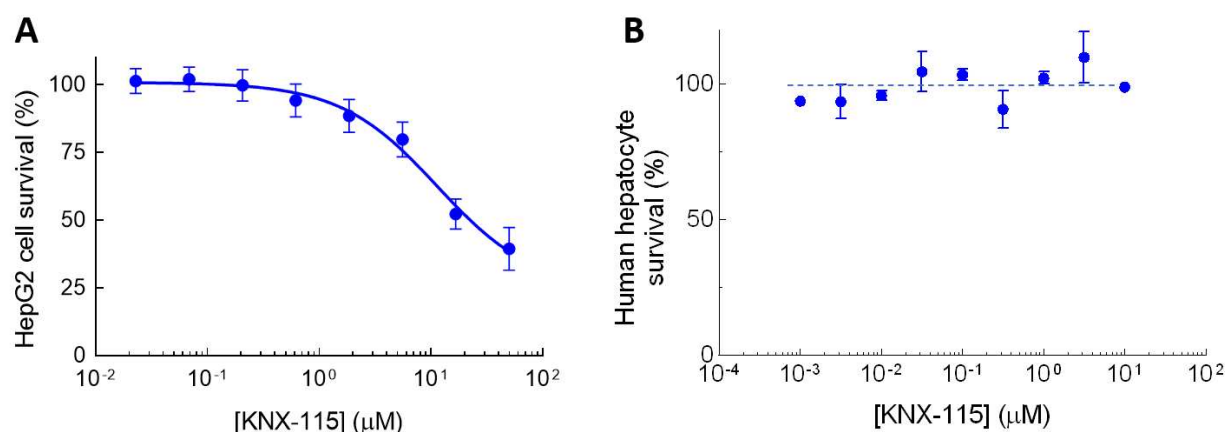 A
HepG2 cell survival (%)
100
75
50
25
0
10⁻² 10⁻¹ 10⁰ 10¹ 10²
[KNX-115] (μM)
B
Human hepatocyte
survival (%)
100
50
0
10⁻⁴ 10⁻³ 10⁻² 10⁻¹ 10⁰ 10¹ 10²
[KNX-115] (μM)